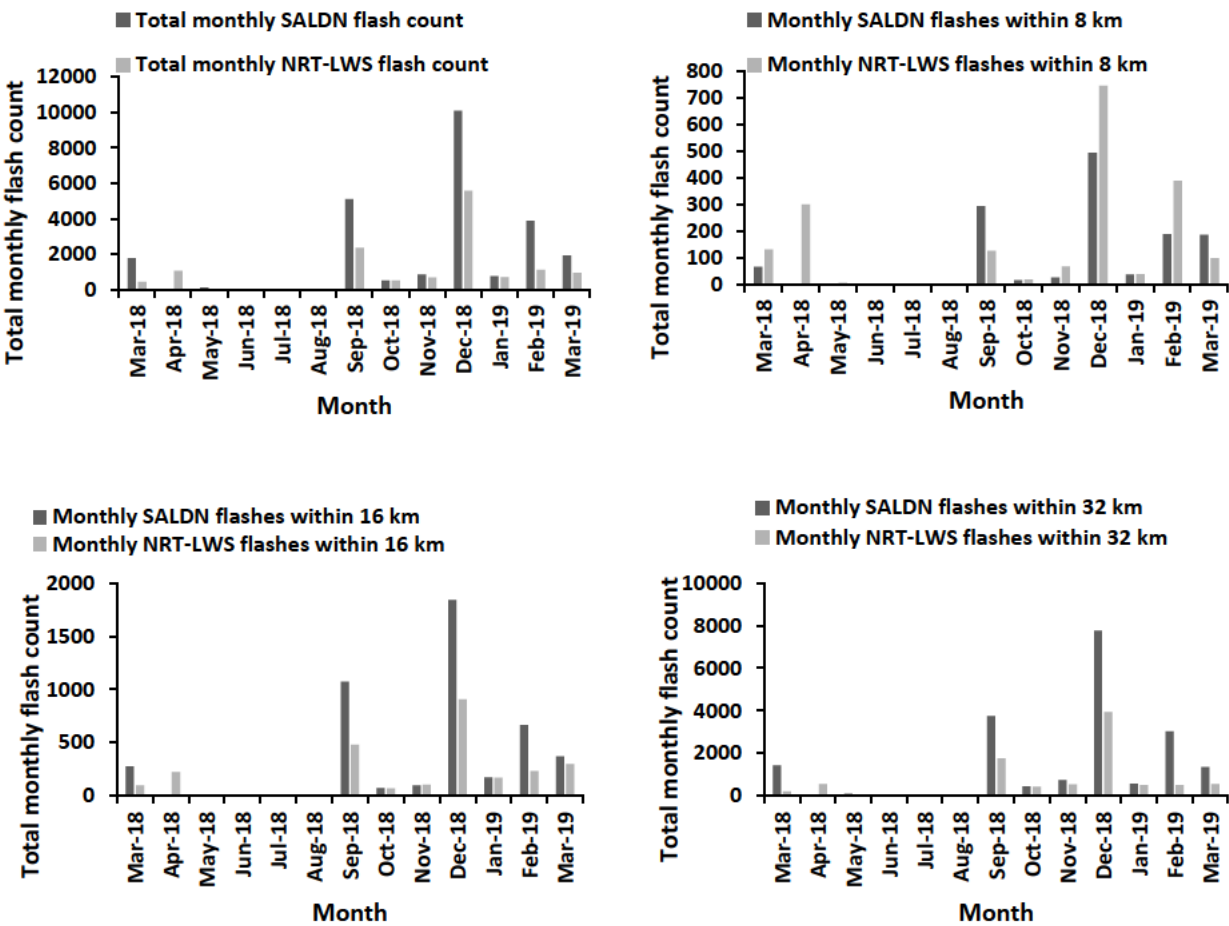 Total monthly SALDN flash count
Total monthly NRT-LWS flash count
Total monthly flash count
12000
10000
8000
6000
4000
2000
0
Mar-18
Apr-18
May-18
Jun-18
Jul-18
Aug-18
Sep-18
Oct-18
Nov-18
Dec-18
Jan-19
Feb-19
Mar-19
Month
Monthly SALDN flashes within 8 km
Monthly NRT-LWS flashes within 8 km
Total monthly flash count
800
700
600
500
400
300
200
100
0
Mar-18
Apr-18
May-18
Jun-18
Jul-18
Aug-18
Sep-18
Oct-18
Nov-18
Dec-18
Jan-19
Feb-19
Mar-19
Month
Monthly SALDN flashes within 16 km
Monthly NRT-LWS flashes within 16 km
Total monthly flash count
2000
1500
1000
500
0
Mar-18
Apr-18
May-18
Jun-18
Jul-18
Aug-18
Sep-18
Oct-18
Nov-18
Dec-18
Jan-19
Feb-19
Mar-19
Month
Monthly SALDN flashes within 32 km
Monthly NRT-LWS flashes within 32 km
Total monthly flash count
10000
8000
6000
4000
2000
0
Mar-18
Apr-18
May-18
Jun-18
Jul-18
Aug-18
Sep-18
Oct-18
Nov-18
Dec-18
Jan-19
Feb-19
Mar-19
Month